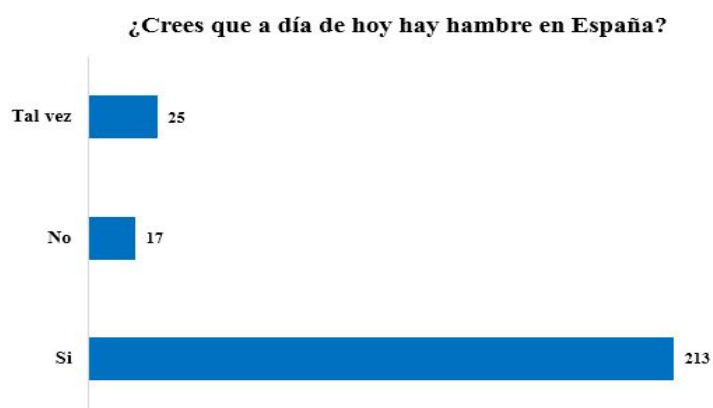 ¿Crees que a día de hoy hay hambre en España?
Tal vez 25
No 17
Si 213